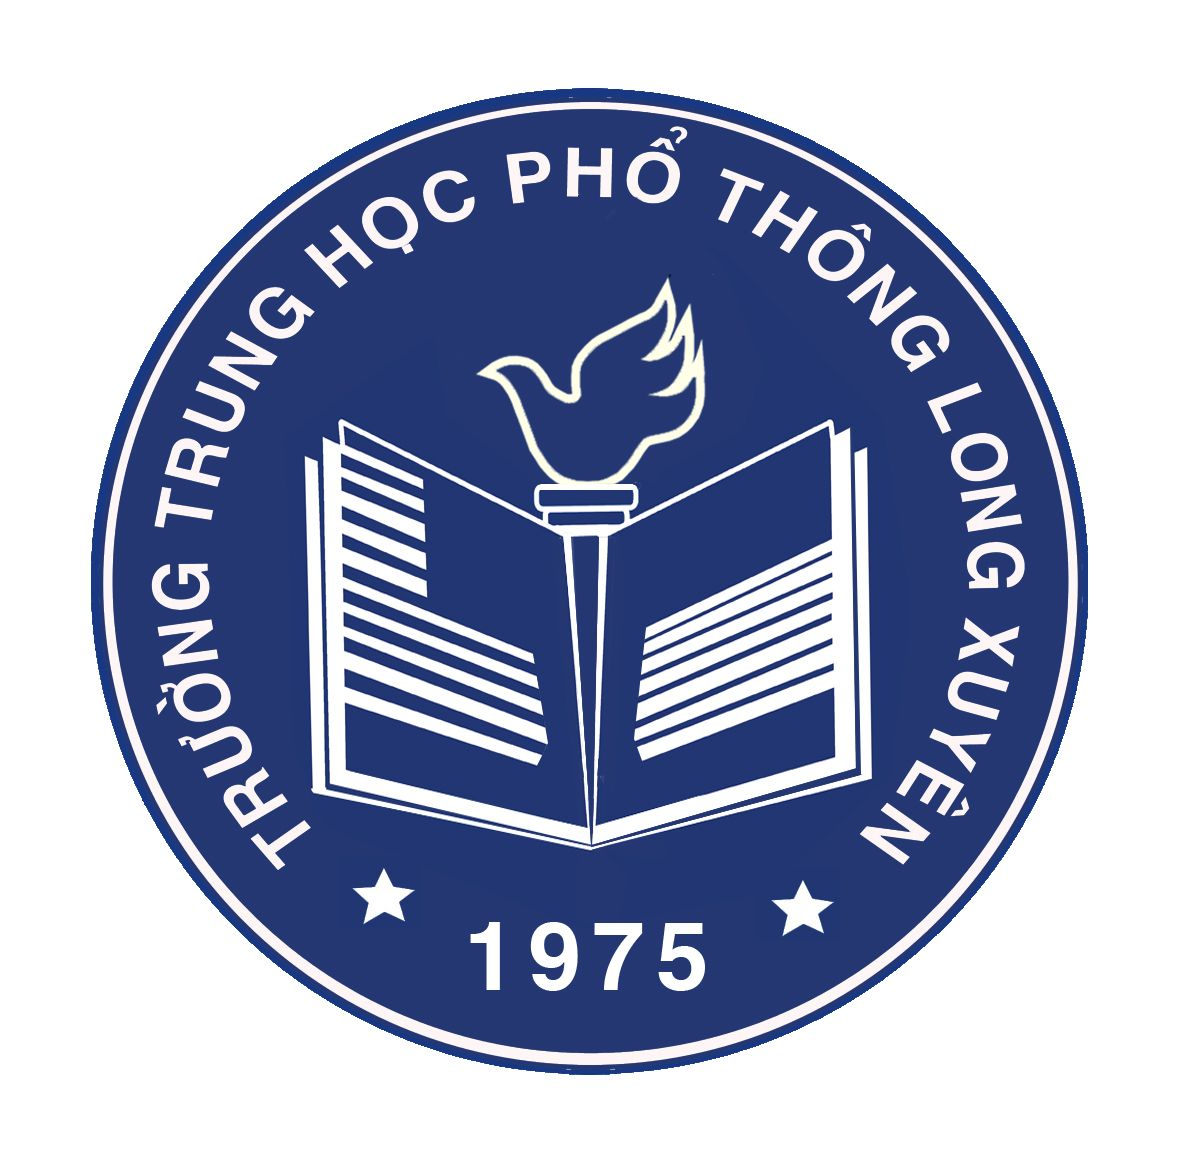 TRƯỜNG TRUNG HỌC PHỔ THÔNG LONG XUYÊN
1975